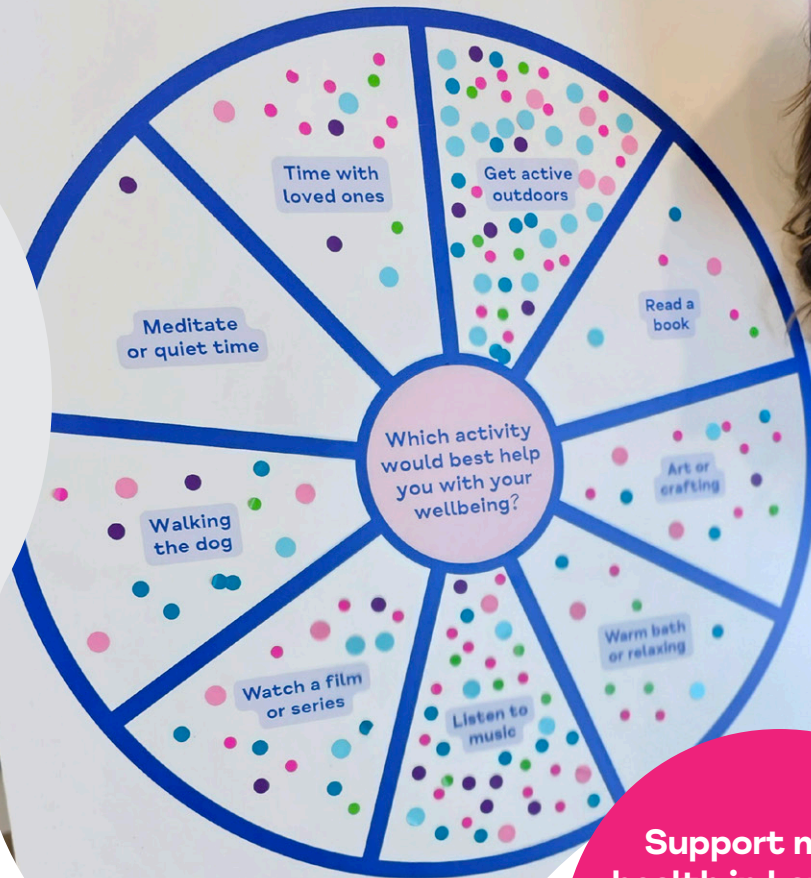 Time with
loved ones
Get active
outdoors
Read a
book
Art or
crafting
Warm bath
or relaxing
Listen to
music
Watch a film
or series
Walking
the dog
Meditate
or quiet time
Which activity
would best help
you with your
wellbeing?
Support